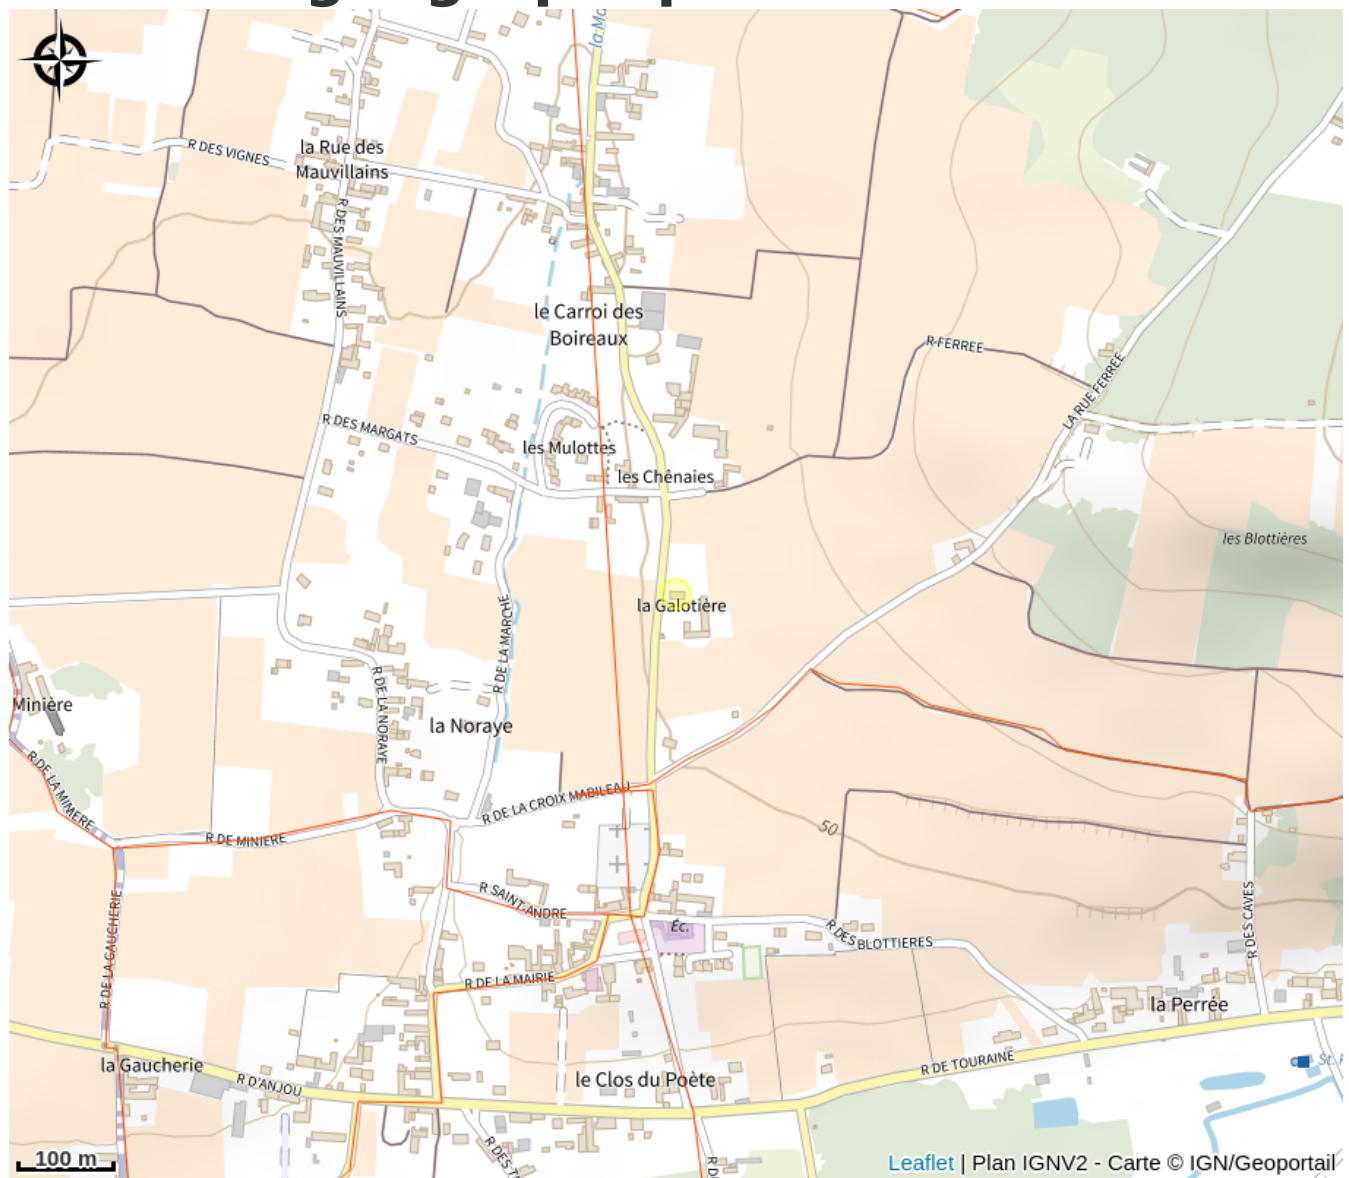 R DES VIGNES
la Rue des
Mauvillains
R DES MAUVILLAINS
le Carroi des
Boireaux
R FERREE
LA RUE FERREE
R DES MARGATS
les Mulottes
les Chênaies
les Blottières
la Galotière
R DE LA MARCHE
R DE LA NORAYE
la Noraye
Minière
R DE LA MIMERE
R DE MINIERE
R DE LA CROIX MABILEAU
50
R SAINT-ANDRE
Éc.
R DES BLOTTIERES
R DE LA GAUCHERIE
R DE LA MAIRIE
R DES CAVES
la Perrée
la Gaucherie
R D'ANJOU
le Clos du Poète
R DE TOURAINE
100 m
Leaflet | Plan IGNV2 - Carte © IGN/Geoportail